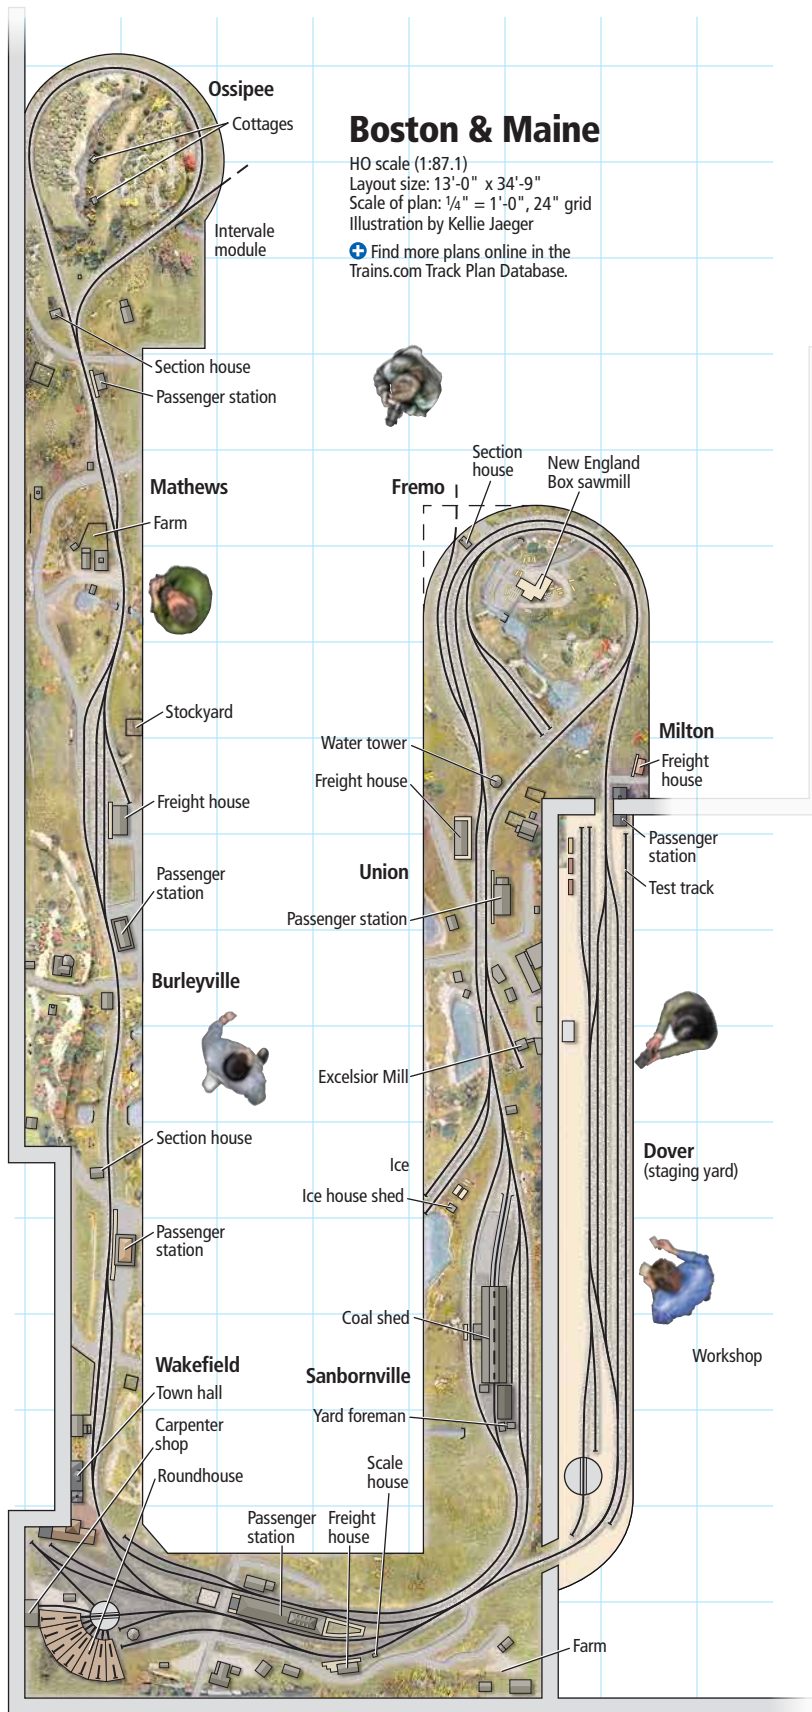 Ossipee
Cottages
Boston & Maine
HO scale (1:87.1)
Layout size: 13'-0" x 34'-9"
Scale of plan: 1/4" = 1'-0", 24" grid
Illustration by Kellie Jaeger
Find more plans online in the
Trains.com Track Plan Database.
Intervale
module
Section house
Passenger station
Mathews
Farm
Fremo
Section
house
New England
Box sawmill
Stockyard
Freight house
Passenger
station
Burleyville
Water tower
Freight house
Milton
Freight
house
Passenger
station
Test track
Union
Passenger station
Excelsior Mill
Section house
Ice
Ice house shed
Dover
(staging yard)
Passenger
station
Coal shed
Workshop
Wakefield
Town hall
Carpenter
shop
Roundhouse
Sanbornville
Yard foreman
Scale
house
Passenger
station
Freight
house
Farm